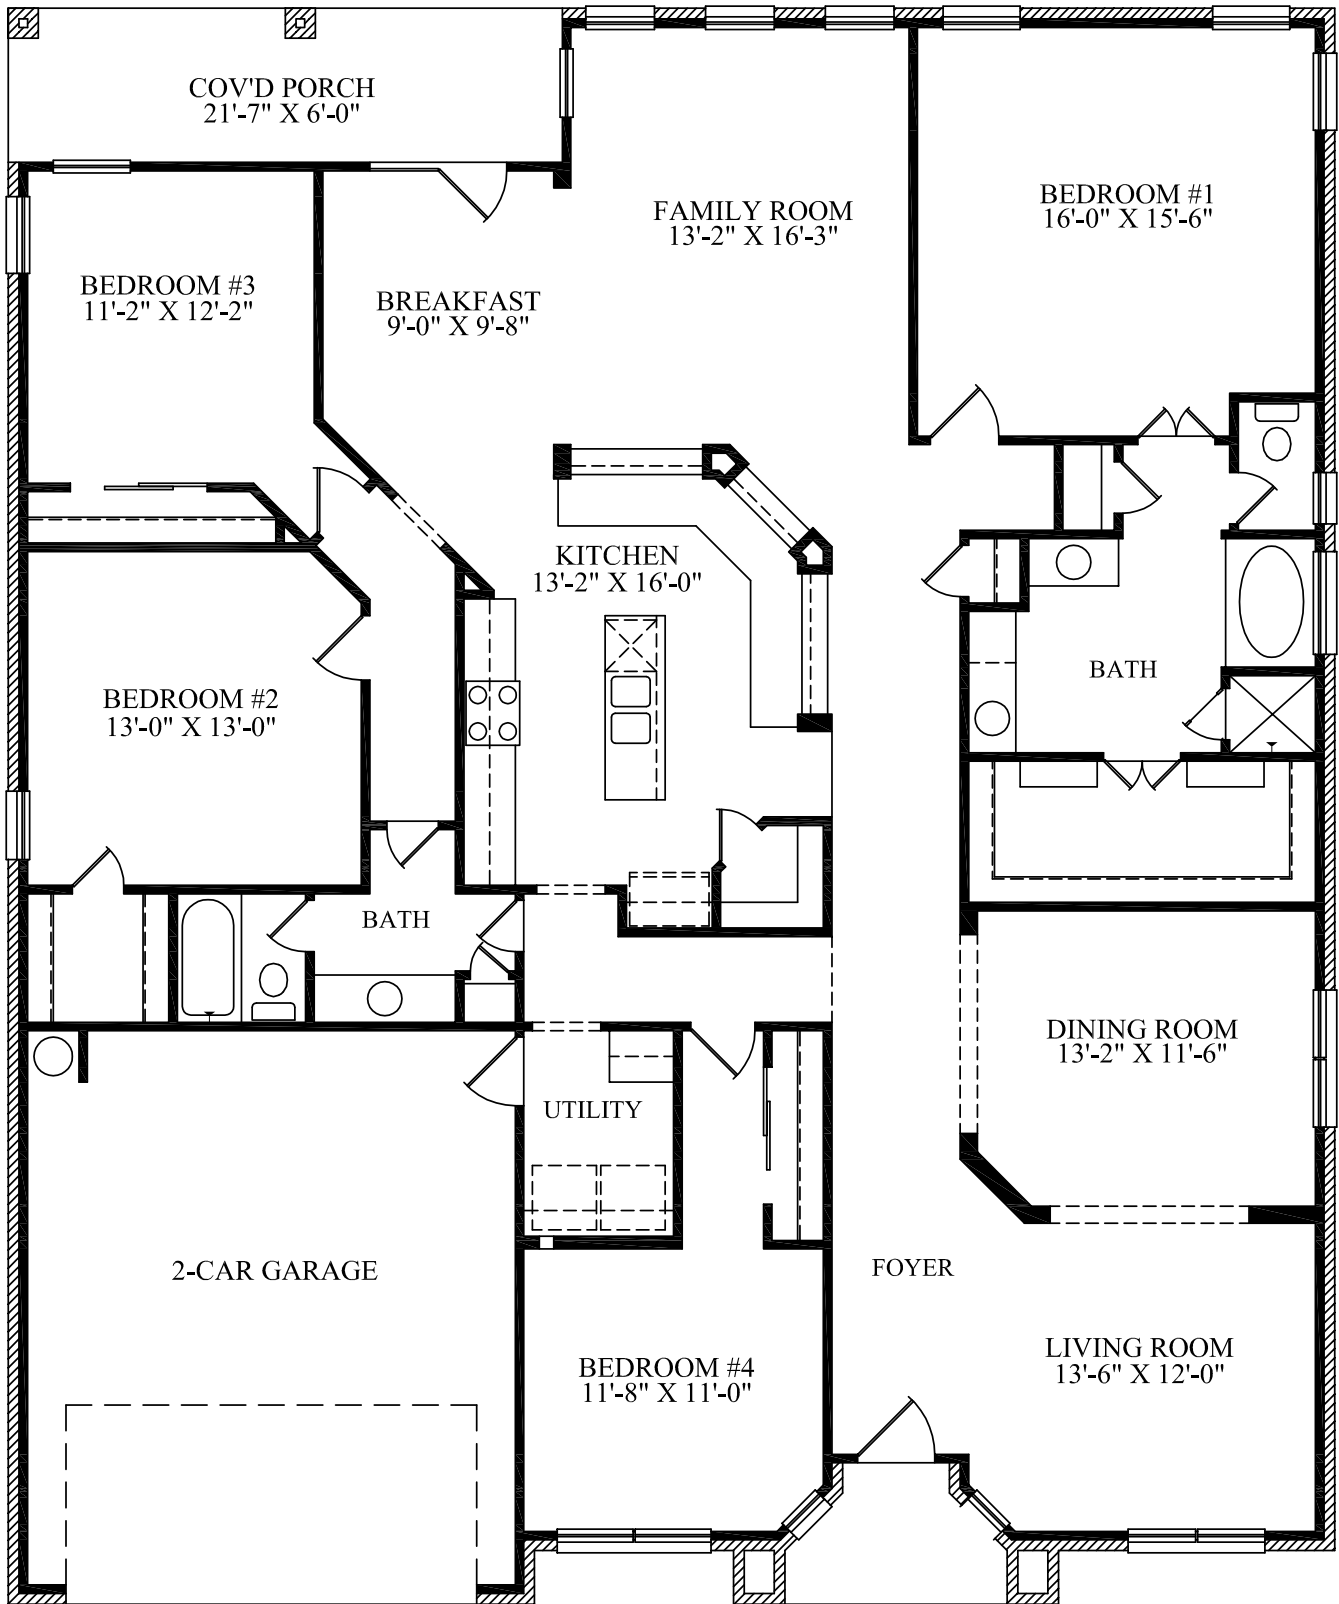 COV'D PORCH
21'-7" X 6'-0"
FAMILY ROOM
13'-2" X 16'-3"
BEDROOM #1
16'-0" X 15'-6"
BEDROOM #3
11'-2" X 12'-2"
BREAKFAST
9'-0" X 9'-8"
KITCHEN
13'-2" X 16'-0"
BATH
BEDROOM #2
13'-0" X 13'-0"
BATH
DINING ROOM
13'-2" X 11'-6"
UTILITY
2-CAR GARAGE
FOYER
LIVING ROOM
13'-6" X 12'-0"
BEDROOM #4
11'-8" X 11'-0"